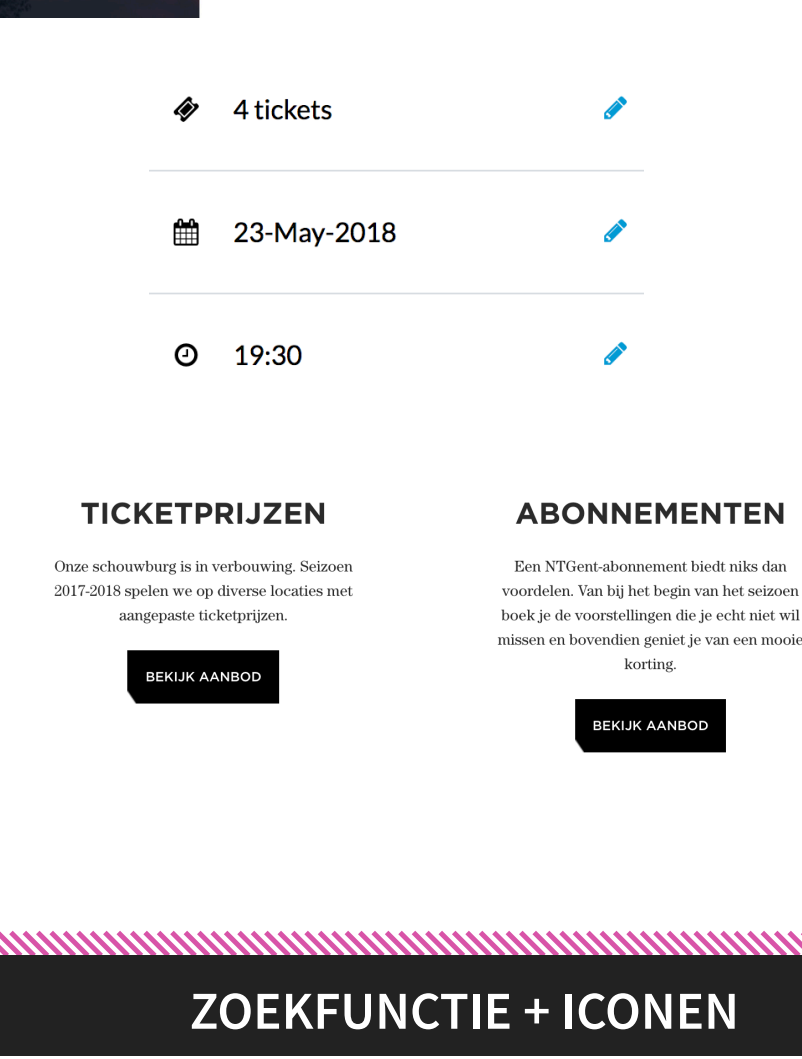 4 tickets
23-May-2018
19:30
TICKETPRIJZEN
Onze schouwburg is in verbouwing. Seizoen
2017-2018 spelen we op diverse locaties met
aangepaste ticketprijzen.
BEKIJK AANBOD
ABONNEMENTEN
Een NTGent-abonnement biedt niks dan
voordelen. Van bij het begin van het seizoen
boek je de voorstellingen die je echt niet wil
missen en bovendien geniet je van een mooie
korting.
BEKIJK AANBOD
ZOEKFUNCTIE + ICONEN